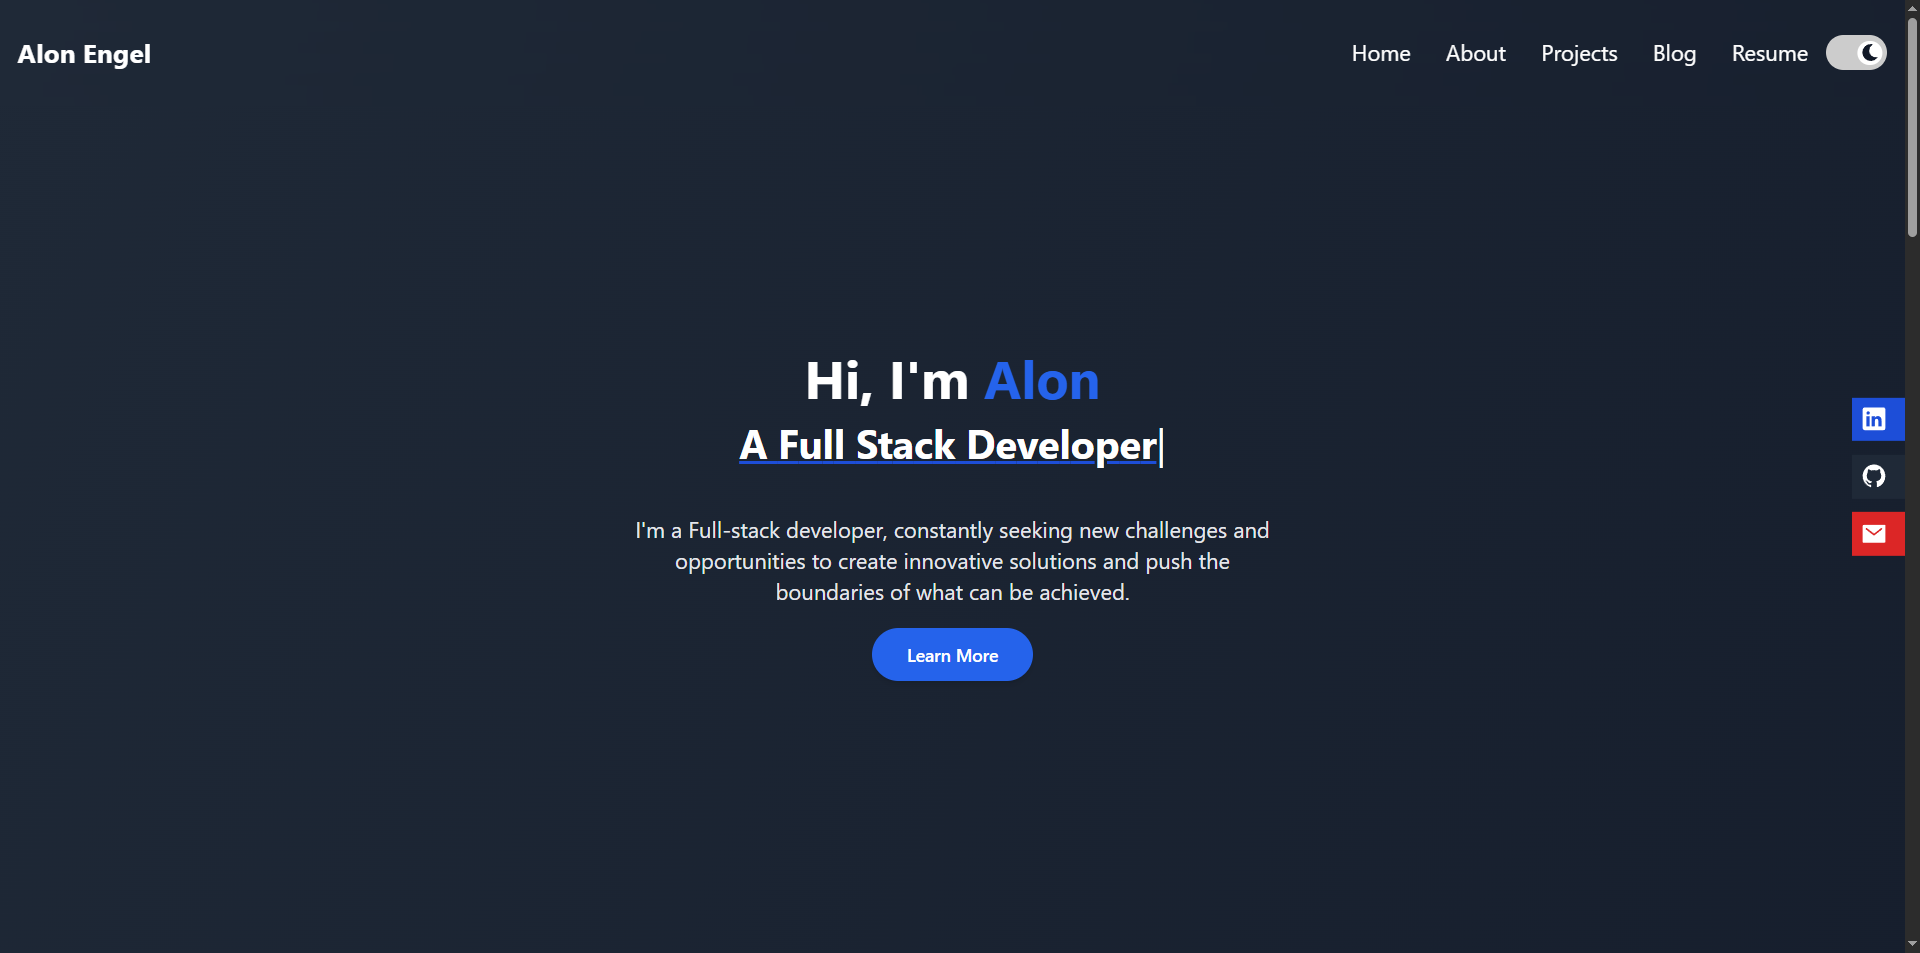 Alon Engel
Home About Projects Blog Resume
Hi, I'm Alon
A Full Stack Developer|
in
I'm a Full-stack developer, constantly seeking new challenges and
opportunities to create innovative solutions and push the
boundaries of what can be achieved.
Learn More